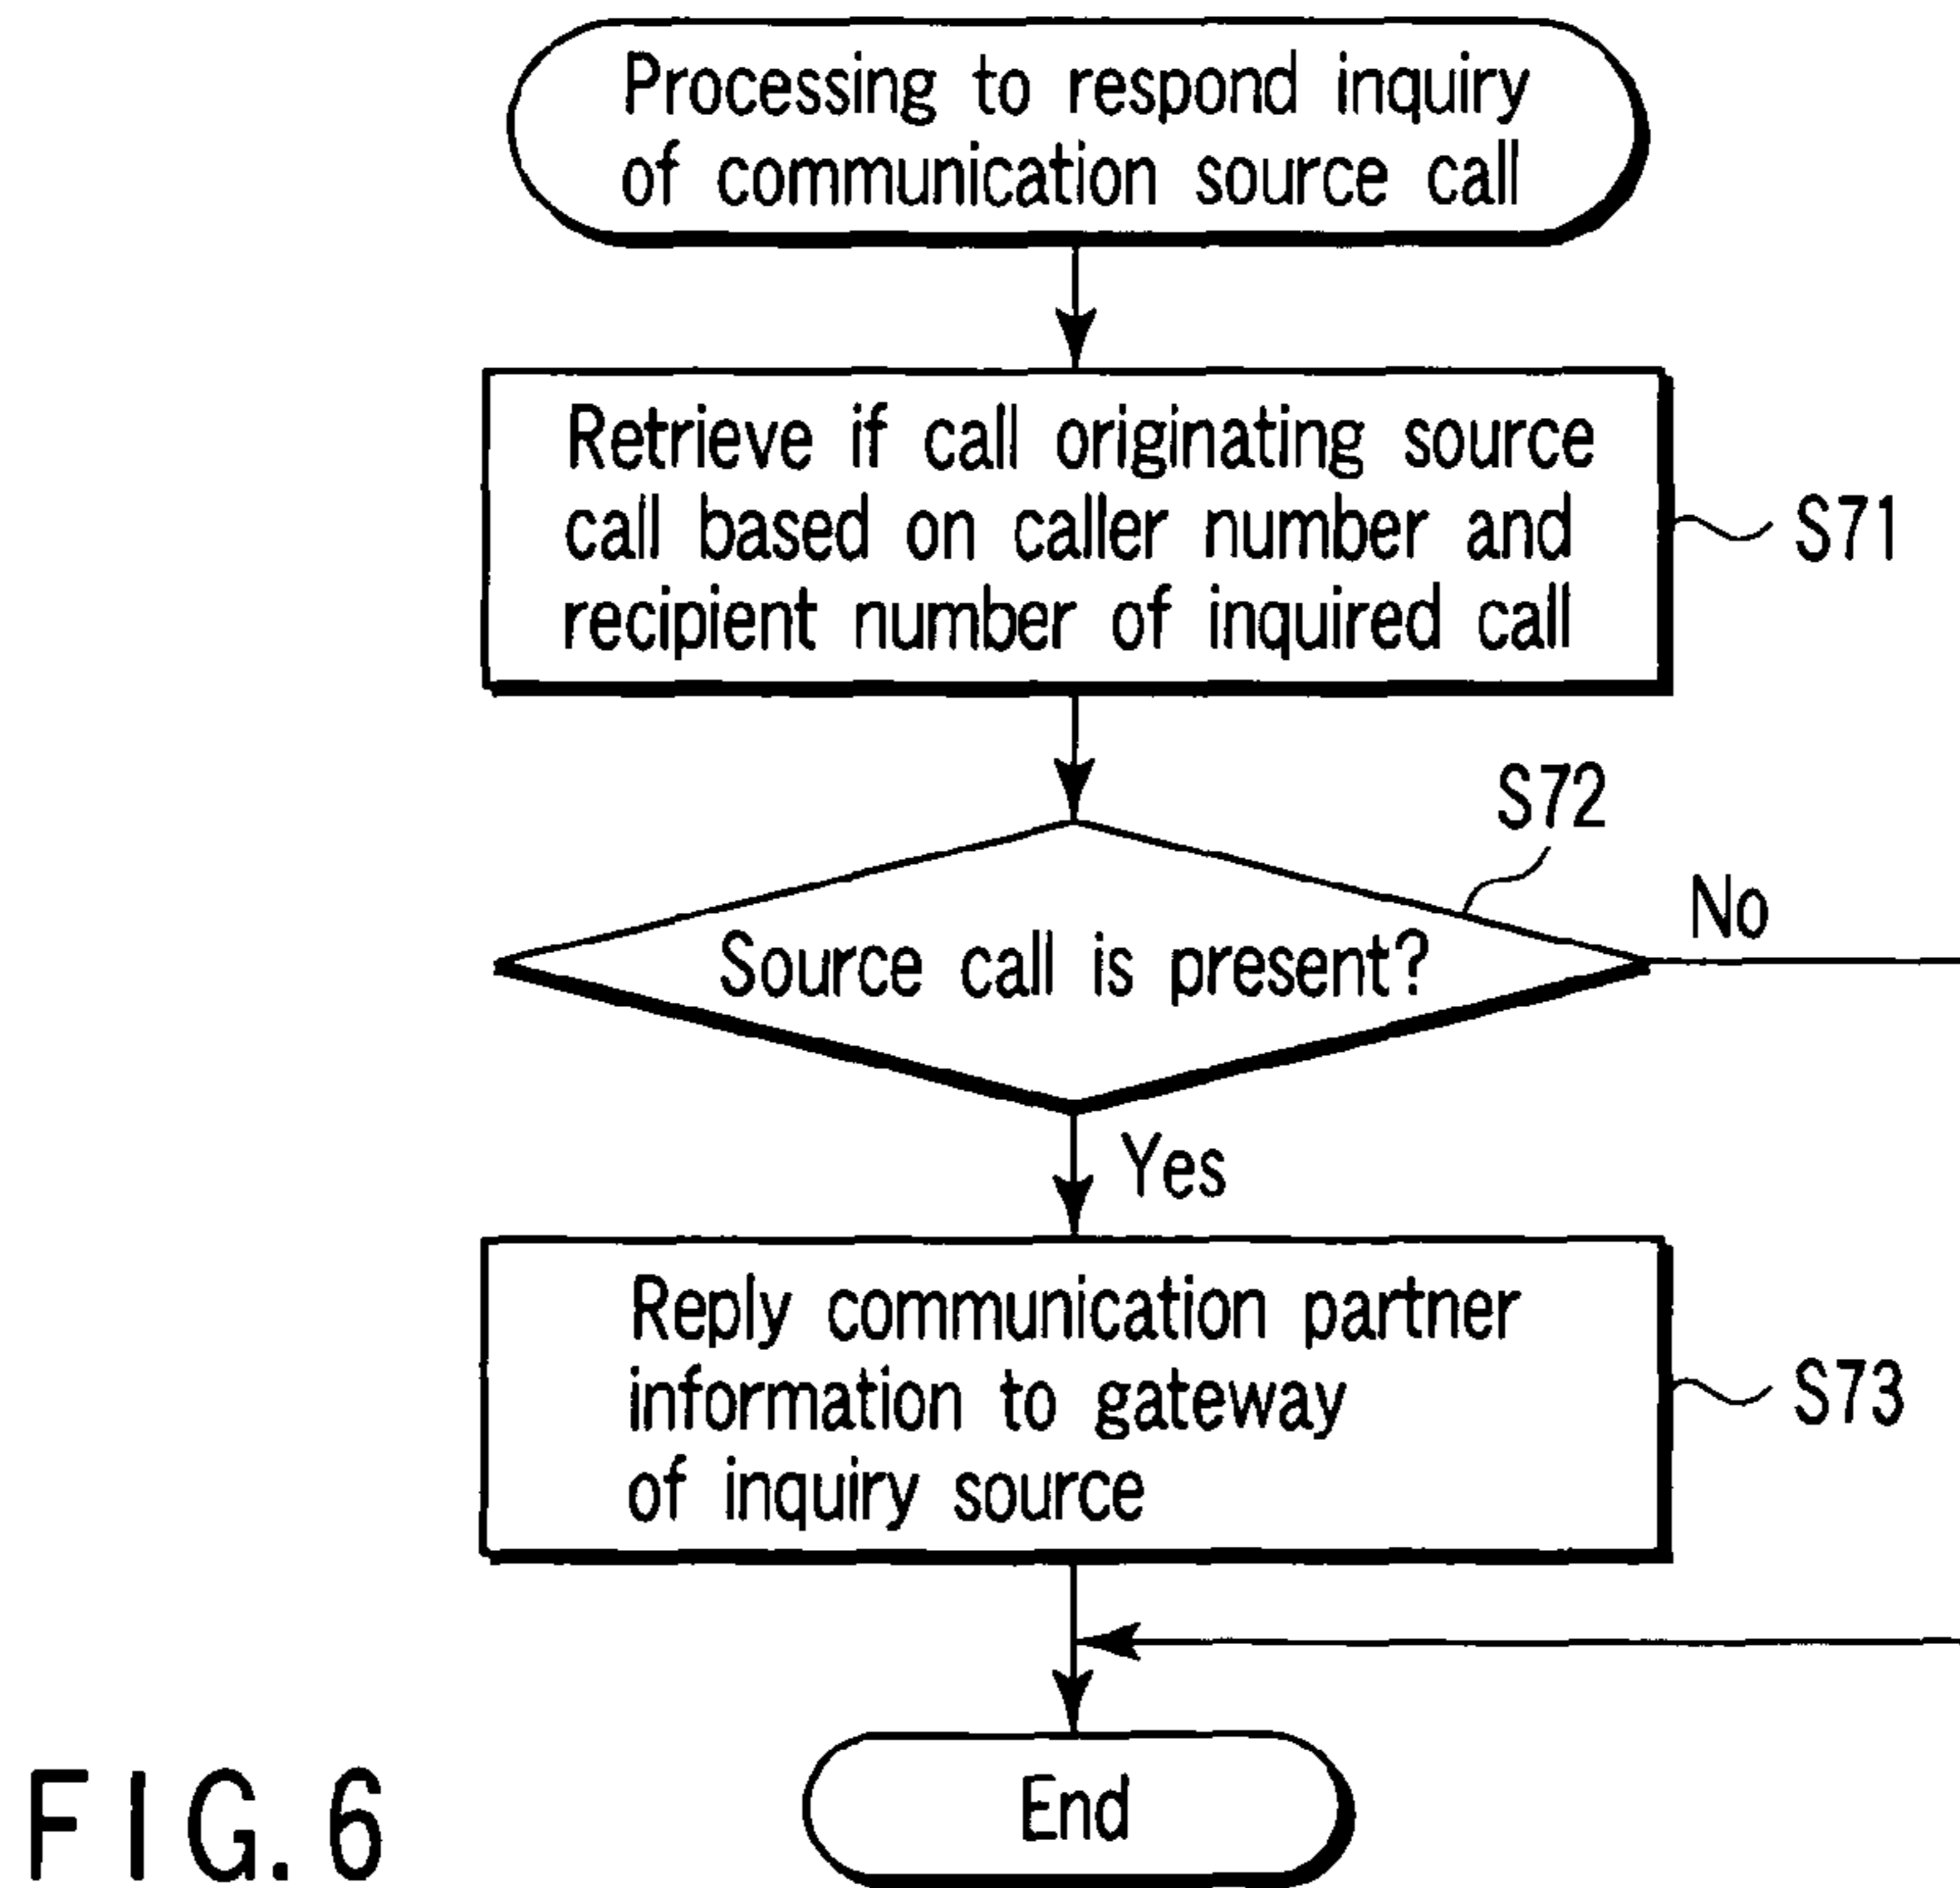 Processing to respond inquiry
of communication source call
Retrieve if call originating source
call based on caller number and
recipient number of inquired call
S71
S72
Source call is present?
No
Yes
Reply communication partner
information to gateway
of inquiry source
S73
End
FIG. 6